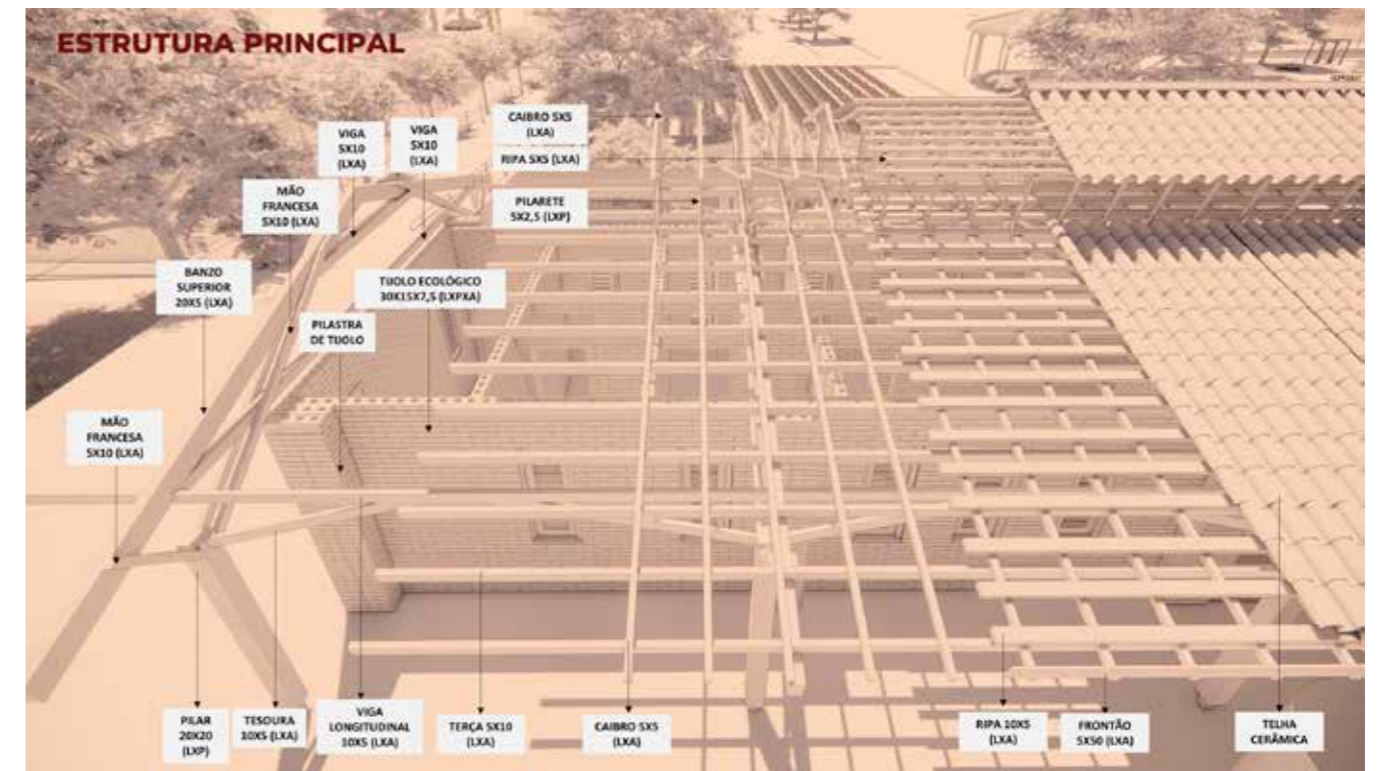 ESTRUTURA PRINCIPAL
CAIBRO 5X5
(LXA)
VIGA
5X10
(LXA)
VIGA
5X10
(LXA)
RIPA 5X5 (LXA)
MÃO
FRANCESA
5X10 (LXA)
PILARETE
5X2,5 (LXP)
BANZO
SUPERIOR
20X5 (LXA)
TIJOLO ECOLÓGICO
30X15X7,5 (LXPXA)
PILASTRA
DE TIJOLO
MÃO
FRANCESA
5X10 (LXA)
PILAR
20X20
(LXP)
TESOURA
10X5 (LXA)
VIGA
LONGITUDINAL
10X5 (LXA)
TERÇA 5X10
(LXA)
CAIBRO 5X5
(LXA)
RIPA 10X5
(LXA)
FRONTÃO
5X50 (LXA)
TELHA
CERÂMICA